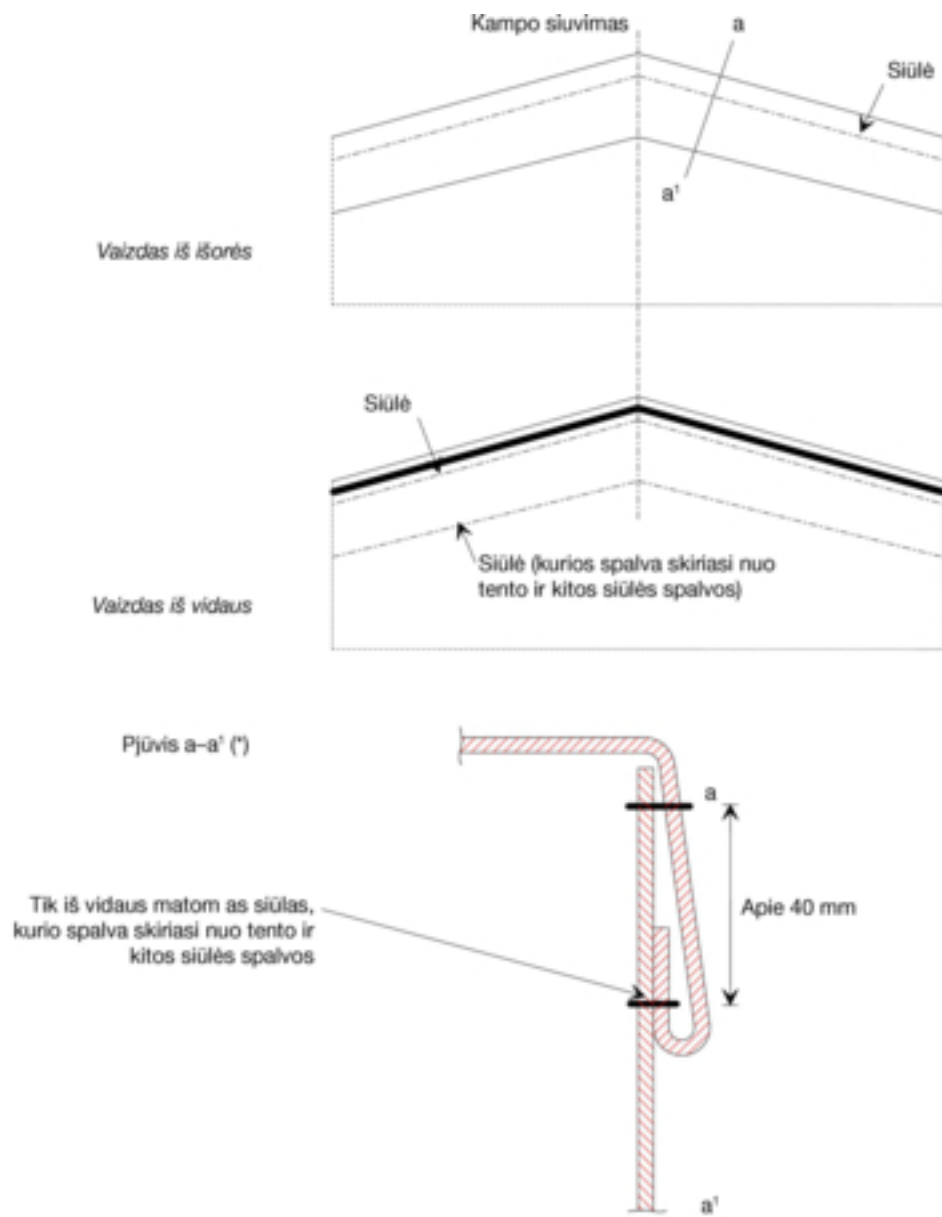 Kampo siuvimas
a
Siūlė
a¹
Vaizdas iš išorės
Siūlė
Siūlė (kurios spalva skiriasi nuo
tento ir kitos siūlės spalvos)
Vaizdas iš vidaus
Pjūvis a–a¹ (*)
a
Tik iš vidaus matom as siūlas,
kurio spalva skiriasi nuo tento ir
kitos siūlės spalvos
Apie 40 mm
a¹